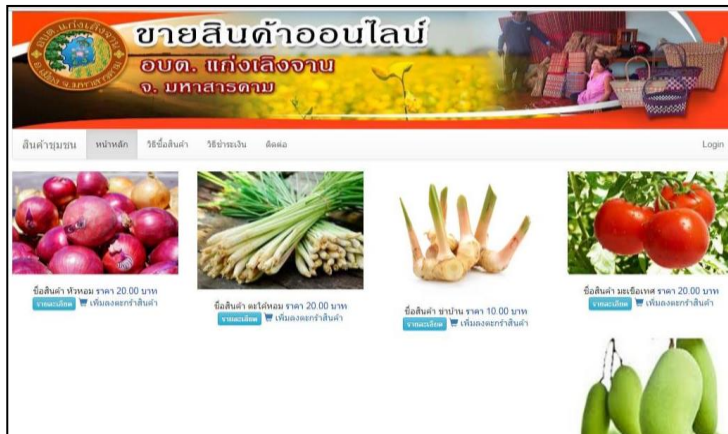 ขายสินค้าออนไลน์
อบต. แก่งเลิงจาน
จ. มหาสารคาม
สินค้าชุมชน หน้าหลัก วิธีซื้อสินค้า วิธีชำระเงิน ติดต่อ Login
ชื่อสินค้า หัวหอม ราคา 20.00 บาท
รายละเอียด เพิ่มลงตะกร้าสินค้า
ชื่อสินค้า ตะไคร้หอม ราคา 20.00 บาท
รายละเอียด เพิ่มลงตะกร้าสินค้า
ชื่อสินค้า ข่าบ้าน ราคา 10.00 บาท
รายละเอียด เพิ่มลงตะกร้าสินค้า
ชื่อสินค้า มะเขือเทศ ราคา 20.00 บาท
รายละเอียด เพิ่มลงตะกร้าสินค้า